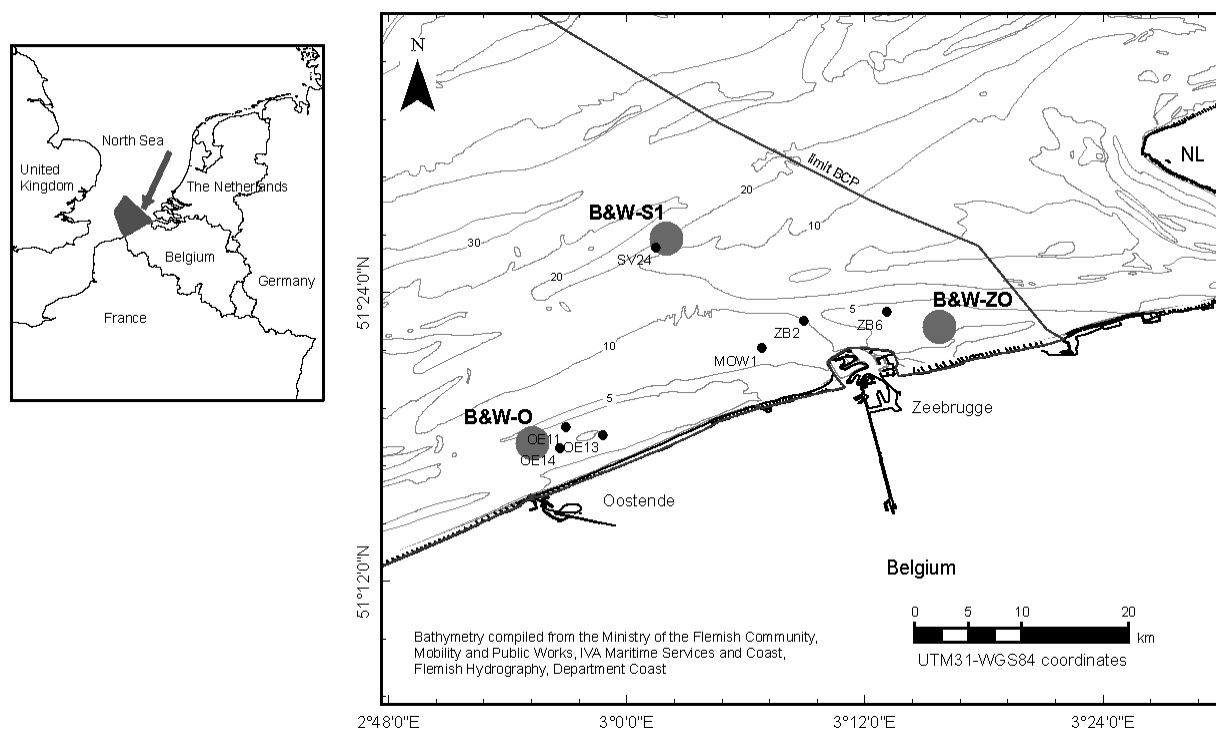 North Sea
United
Kingdom
The Netherlands
Belgium
Germany
France
N
limit BCP
NL
20
B&W-S1
10
30
SV24
20
B&W-ZO
5
ZB6
ZB2
10
MOW1
5
B&W-O
Zeebrugge
OE11
OE13
OE14
Oostende
Belgium
51°24'0"N
51°12'0"N
0 5 10 20
km
UTM31-WGS84 coordinates
Bathymetry compiled from the Ministry of the Flemish Community,
Mobility and Public Works, IVA Maritime Services and Coast,
Flemish Hydrography, Department Coast
2°48'0"E 3°0'0"E 3°12'0"E 3°24'0"E